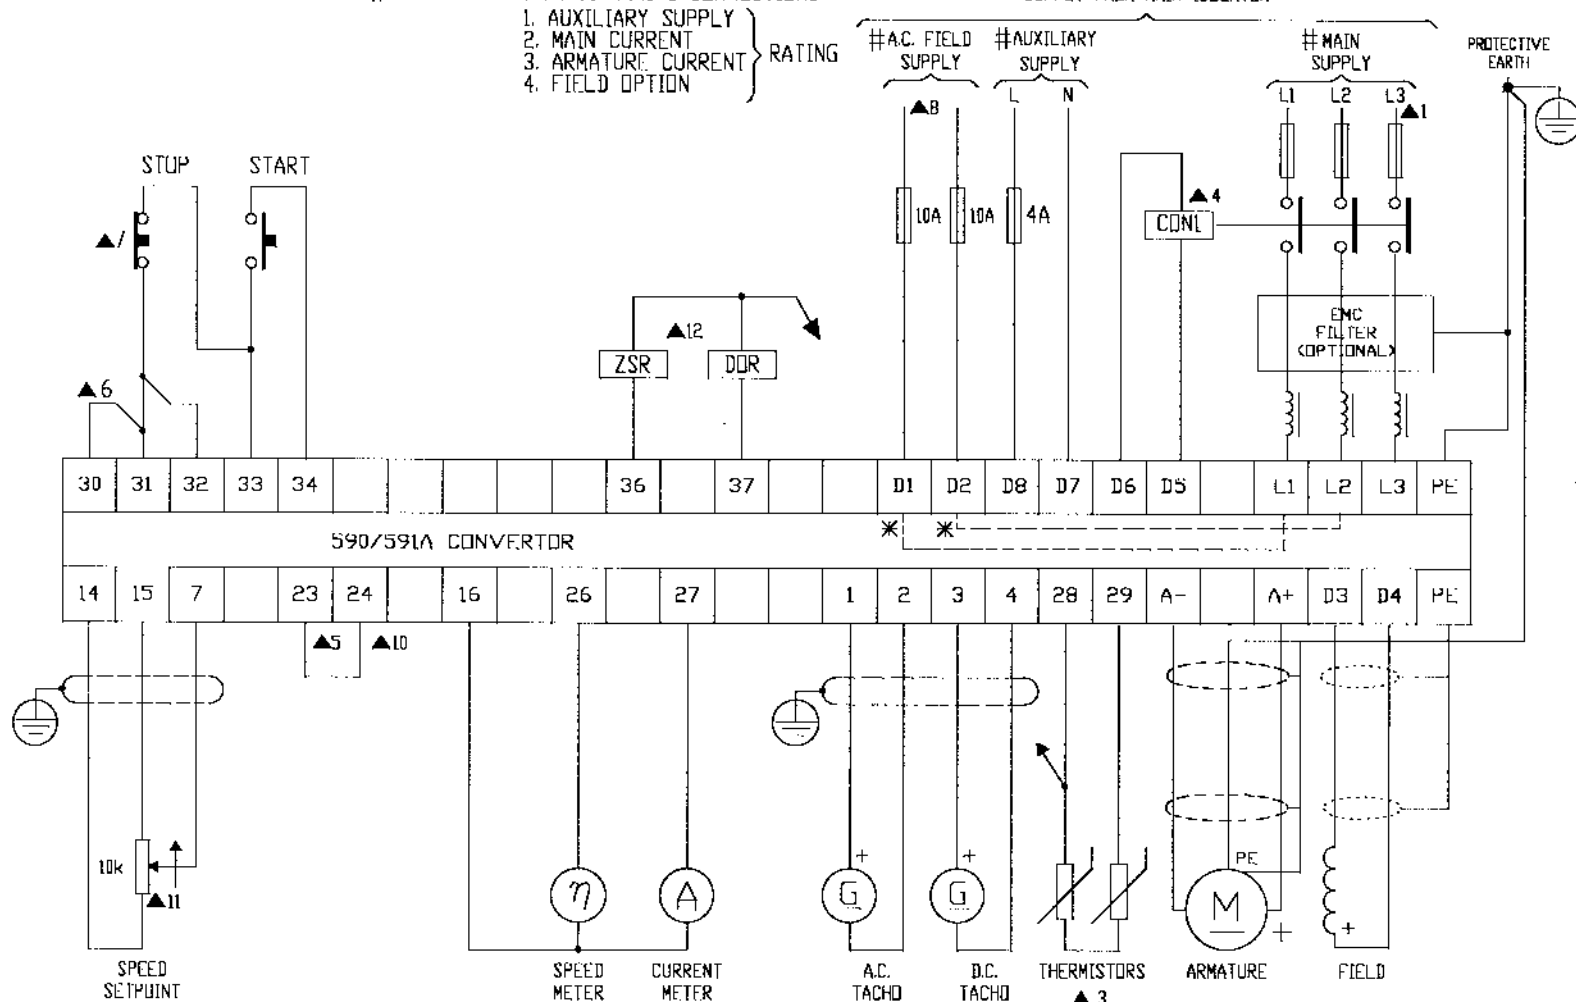 1. AUXILIARY SUPPLY
2. MAIN CURRENT
3. ARMATURE CURRENT
4. FIELD OPTION
RATING
#A.C. FIELD SUPPLY
#AUXILIARY SUPPLY
#MAIN SUPPLY
PROTECTIVE EARTH
L N
L1 L2 L3
▲8
▲1
STOP START
▲7
10A 10A 4A
▲4
CON1
EMC FILTER (OPTIONAL)
▲12
ZSR DOR
▲6
30 31 32 33 34 36 37 D1 D2 D8 D7 D6 D5 L1 L2 L3 PE
* *
590/591A CONVERTOR
14 15 7 23 24 16 26 27 1 2 3 4 28 29 A- A+ D3 D4 PE
▲5 ▲10
10k
▲11
η A
+ G
+ G
PE
M
+
+
SPEED SETPOINT
SPEED METER
CURRENT METER
A.C. TACHO
D.C. TACHO
THERMISTORS
▲3
ARMATURE
FIELD